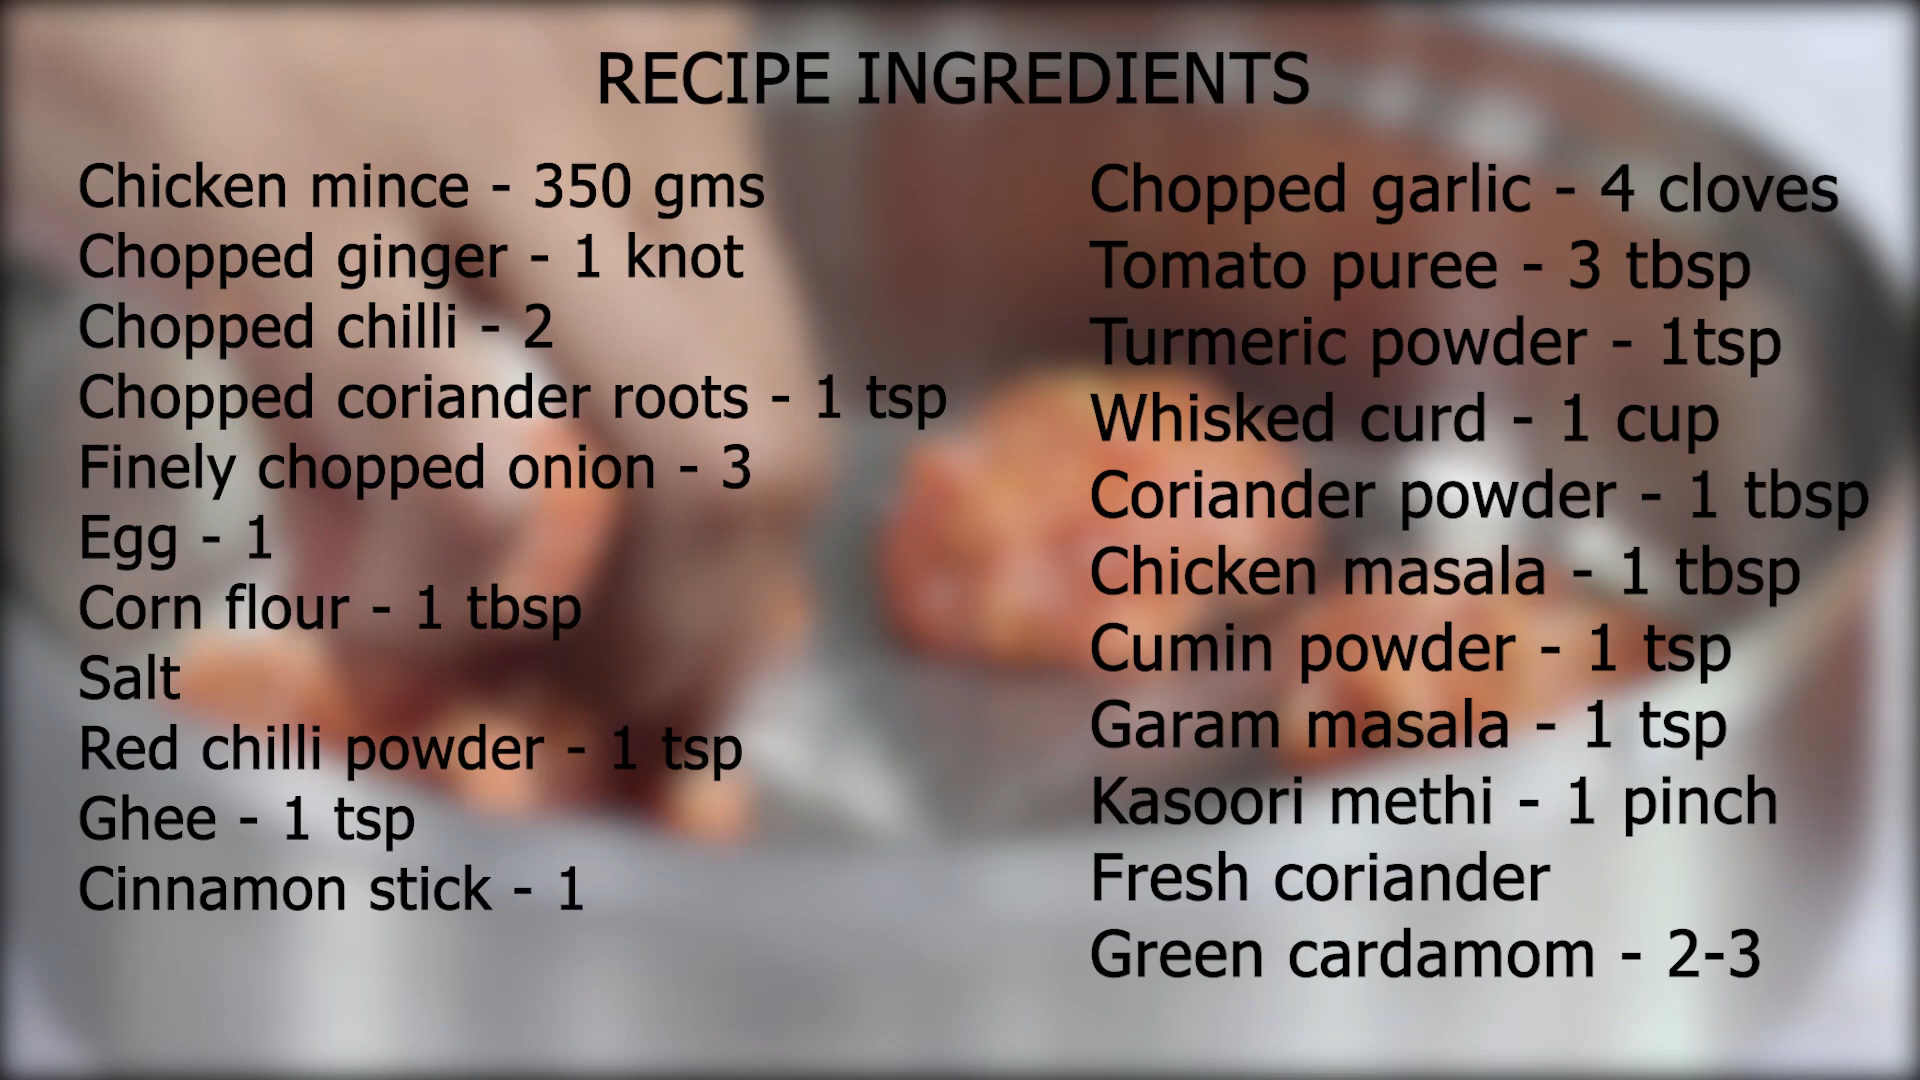 RECIPE INGREDIENTS
Chicken mince - 350 gms
Chopped ginger - 1 knot
Chopped chilli - 2
Chopped coriander roots - 1 tsp
Finely chopped onion - 3
Egg - 1
Corn flour - 1 tbsp
Salt
Red chilli powder - 1 tsp
Ghee - 1 tsp
Cinnamon stick - 1
Chopped garlic - 4 cloves
Tomato puree - 3 tbsp
Turmeric powder - 1tsp
Whisked curd - 1 cup
Coriander powder - 1 tbsp
Chicken masala - 1 tbsp
Cumin powder - 1 tsp
Garam masala - 1 tsp
Kasoori methi - 1 pinch
Fresh coriander
Green cardamom - 2-3